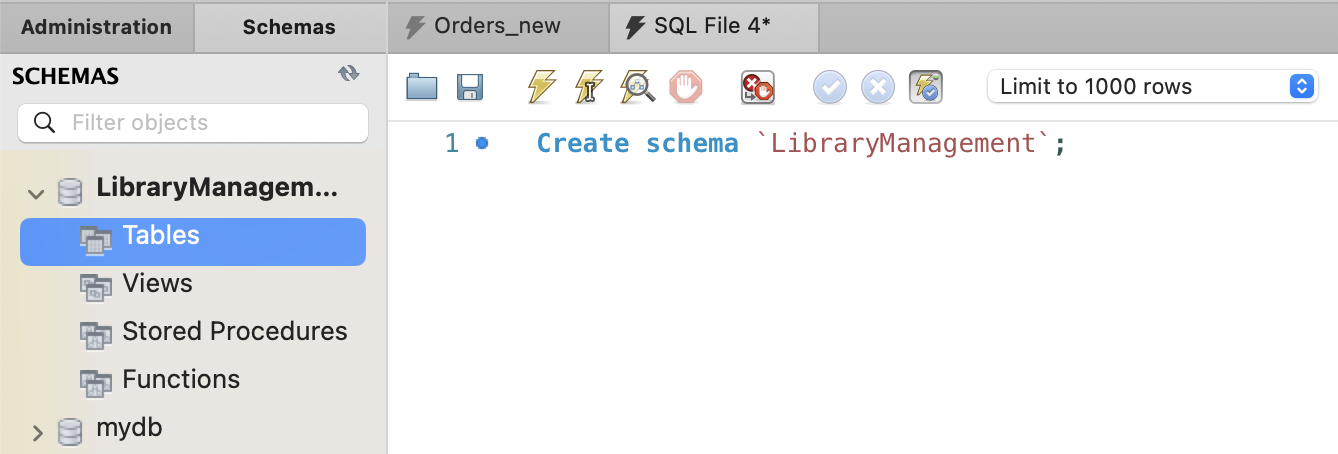 Administration
Schemas
Orders_new
SQL File 4*
SCHEMAS
Filter objects
Limit to 1000 rows
1
Create schema `LibraryManagement`;
LibraryManagem...
Tables
Views
Stored Procedures
Functions
mydb